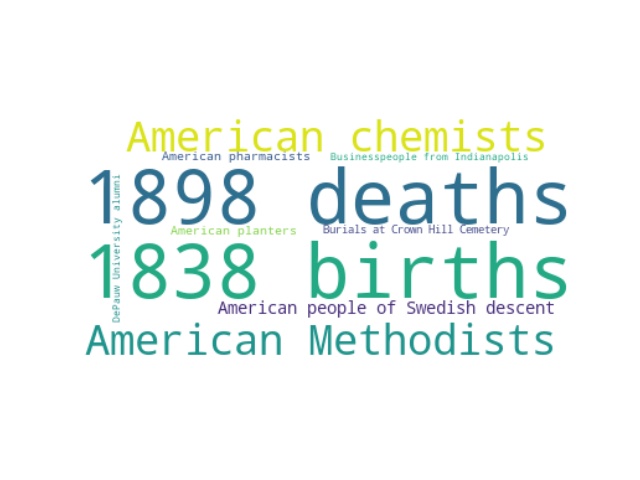 American chemists
American pharmacists
Businesspeople from Indianapolis
1898 deaths
DePauw University alumni
American planters
Burials at Crown Hill Cemetery
1838 births
American people of Swedish descent
American Methodists